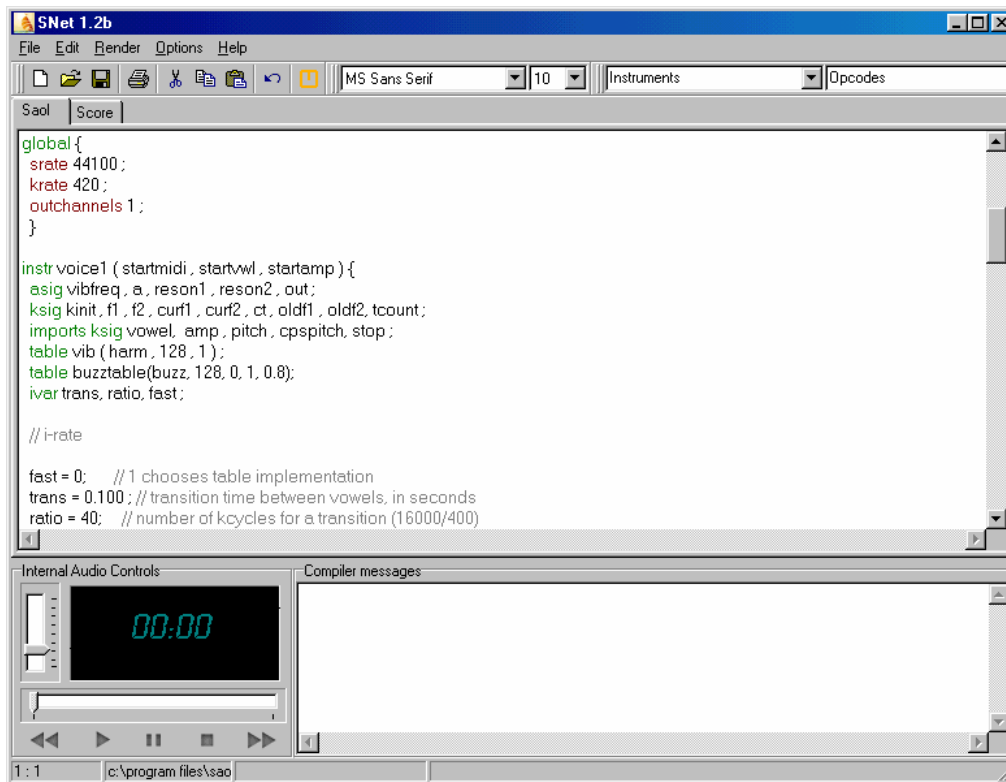 SNet 1.2b
File Edit Render Options Help
MS Sans Serif 10 Instruments Opcodes
Saol Score
global {
srate 44100 ;
krate 420 ;
outchannels 1 ;
}
instr voice1 ( startmidi , startvwl , startamp ) {
asig vibfreq , a , reson1 , reson2 , out ;
ksig kinit , f1 , f2 , curf1 , curf2 , ct , oldf1 , oldf2, tcount ;
imports ksig vowel, amp , pitch , cpspitch, stop ;
table vib ( harm , 128 , 1 ) ;
table buzztable(buzz, 128, 0, 1, 0.8);
ivar trans, ratio, fast ;
// i-rate
fast = 0; // 1 chooses table implementation
trans = 0.100 ; // transition time between vowels, in seconds
ratio = 40; // number of kcycles for a transition (16000/400)
Internal Audio Controls Compiler messages
00:00
1 : 1 c:\program files\sao